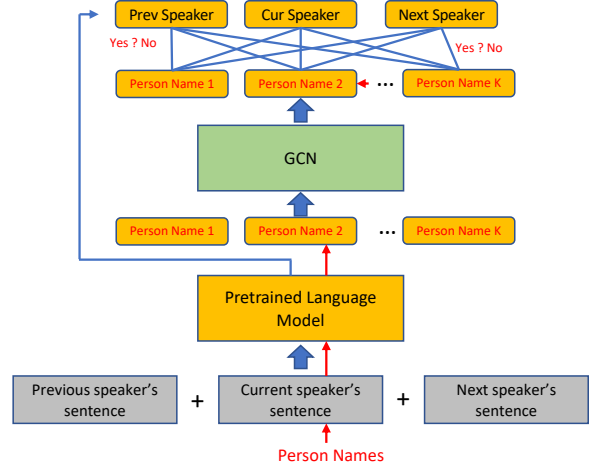 Prev Speaker Cur Speaker Next Speaker
Yes ? No Yes ? No
Person Name 1 Person Name 2 ... Person Name K
GCN
Person Name 1 Person Name 2 ... Person Name K
Pretrained Language
Model
Previous speaker's
sentence
+
Current speaker's
sentence
+
Next speaker's
sentence
Person Names